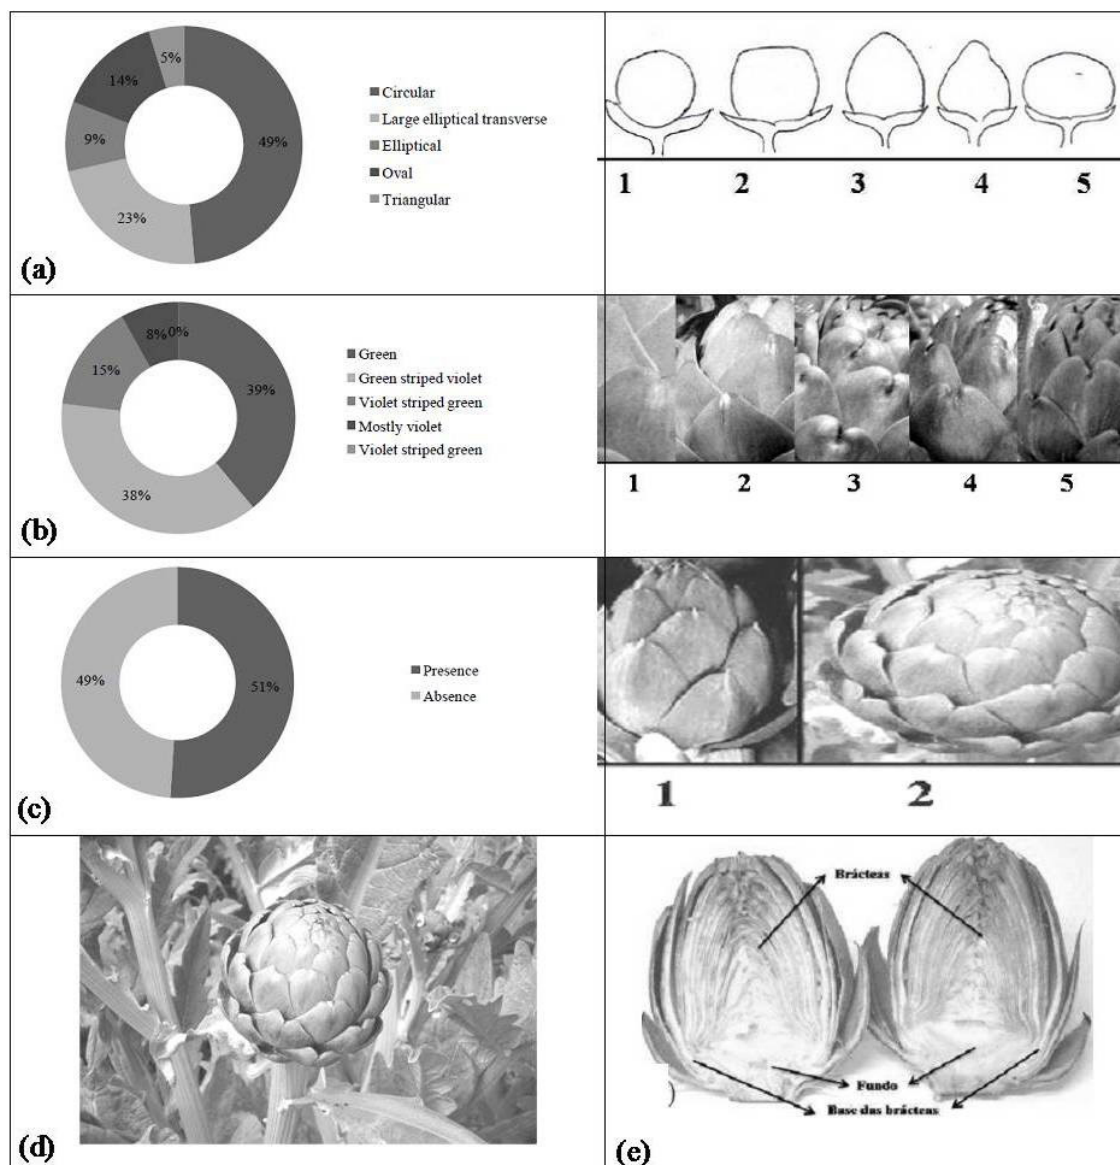 5%
14%
9%
23%
49%
Circular
Large elliptical transverse
Elliptical
Oval
Triangular
(a)
1 2 3 4 5
8% 0%
15%
38%
39%
Green
Green striped violet
Violet striped green
Mostly violet
Violet striped green
(b)
1 2 3 4 5
49%
51%
Presence
Absence
(c)
1 2
(d)
Brácteas
Fundo
Base das brácteas
)
(e)